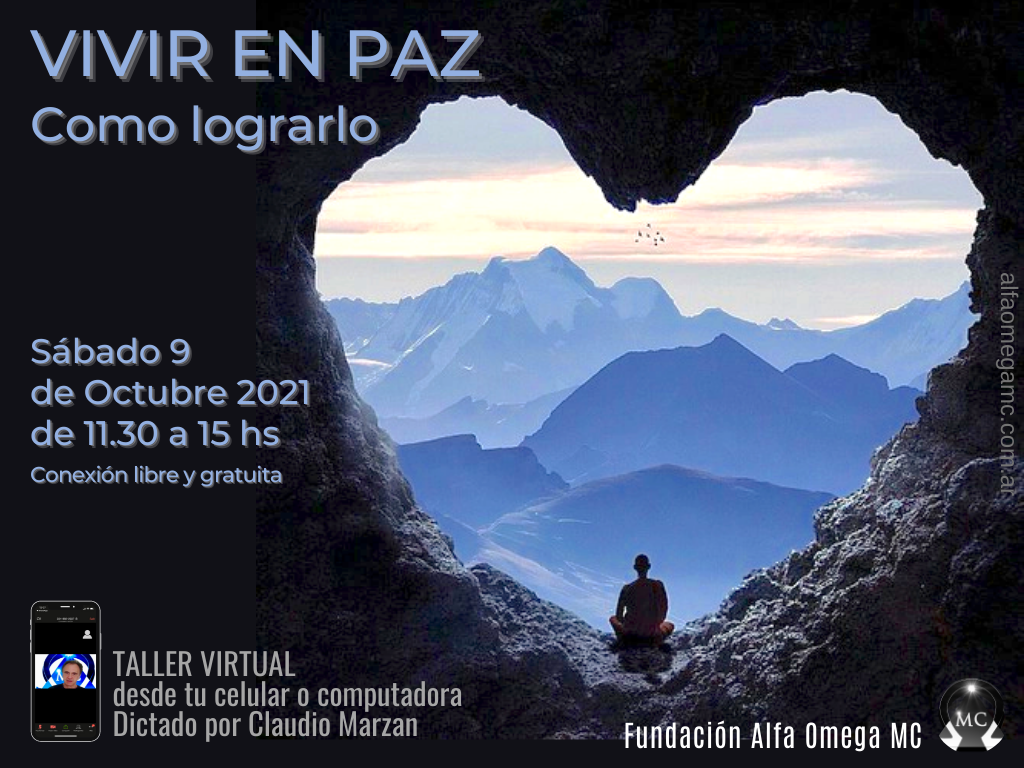 VIVIR EN PAZ
Como lograrlo
Sábado 9
de Octubre 2021
de 11.30 a 15 hs
Conexión libre y gratuita
alfaomegamc.com.ar
TALLER VIRTUAL
desde tu celular o computadora
Dictado por Claudio Marzan
Fundación Alfa Omega MC
MC